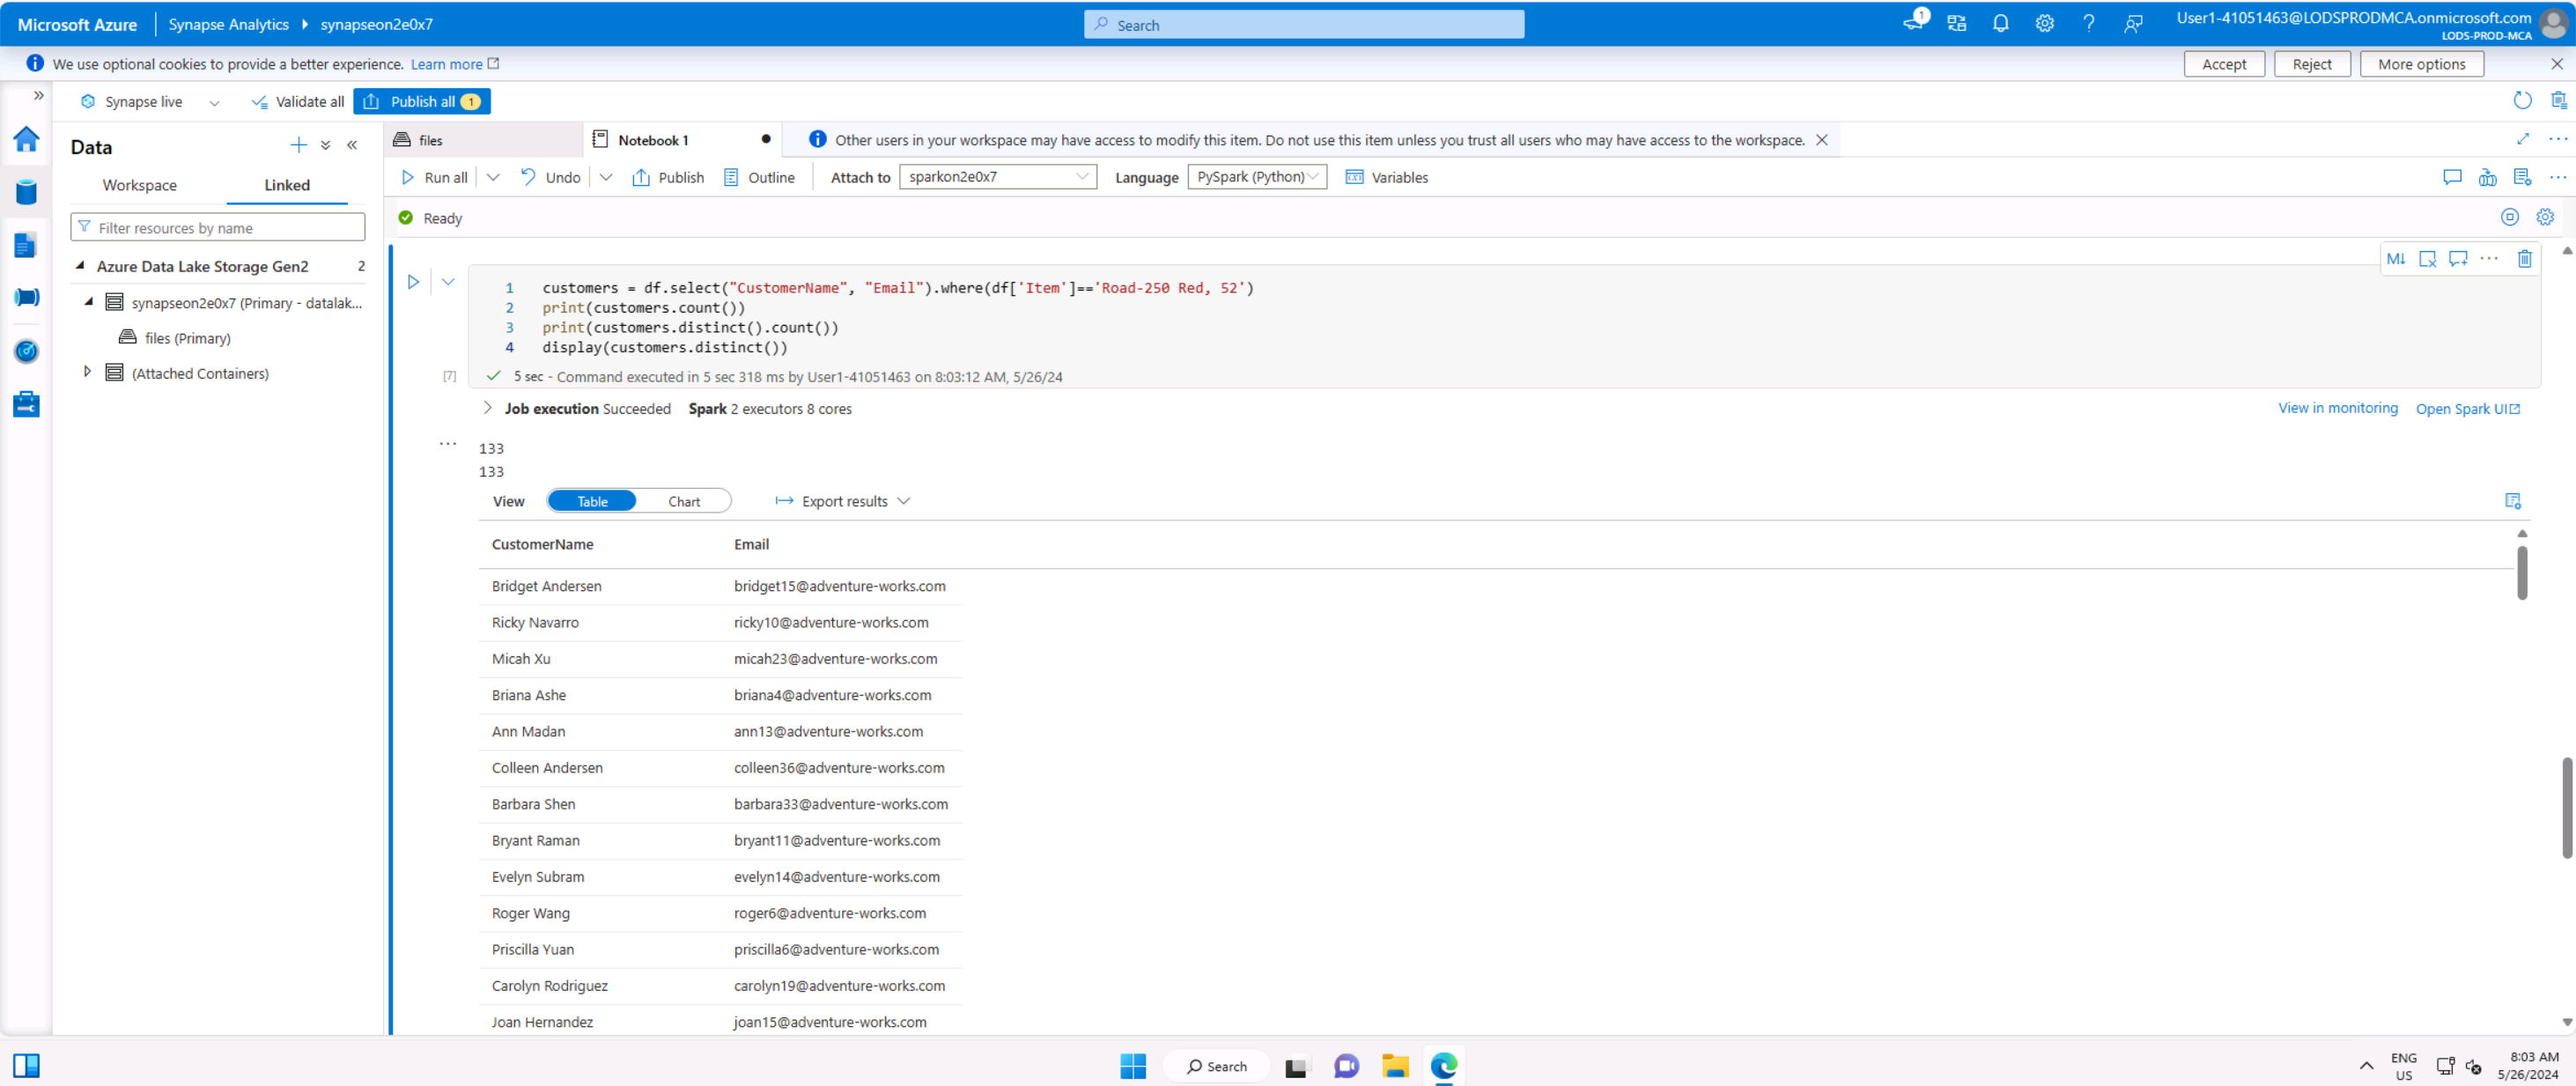 Microsoft Azure Synapse Analytics synapseon2e0x7 Search 1 User1-41051463@LODSPRODMCA.onmicrosoft.com
LODS-PROD-MCA
We use optional cookies to provide a better experience. Learn more Accept Reject More options
Synapse live Validate all Publish all 1
Data
Workspace Linked
Filter resources by name
Azure Data Lake Storage Gen2 2
synapseon2e0x7 (Primary - datalak...
files (Primary)
(Attached Containers)
files Notebook 1 Other users in your workspace may have access to modify this item. Do not use this item unless you trust all users who may have access to the workspace.
Run all Undo Publish Outline Attach to sparkon2e0x7 Language PySpark (Python) Variables
Ready
M↓
1 customers = df.select("CustomerName", "Email").where(df['Item']=='Road-250 Red, 52')
2 print(customers.count())
3 print(customers.distinct().count())
4 display(customers.distinct())
[7] 5 sec - Command executed in 5 sec 318 ms by User1-41051463 on 8:03:12 AM, 5/26/24
Job execution Succeeded Spark 2 executors 8 cores View in monitoring Open Spark UI
133
133
View Table Chart Export results
CustomerName Email
Bridget Andersen bridget15@adventure-works.com
Ricky Navarro ricky10@adventure-works.com
Micah Xu micah23@adventure-works.com
Briana Ashe briana4@adventure-works.com
Ann Madan ann13@adventure-works.com
Colleen Andersen colleen36@adventure-works.com
Barbara Shen barbara33@adventure-works.com
Bryant Raman bryant11@adventure-works.com
Evelyn Subram evelyn14@adventure-works.com
Roger Wang roger6@adventure-works.com
Priscilla Yuan priscilla6@adventure-works.com
Carolyn Rodriguez carolyn19@adventure-works.com
Joan Hernandez joan15@adventure-works.com
Search ENG
US 8:03 AM
5/26/2024